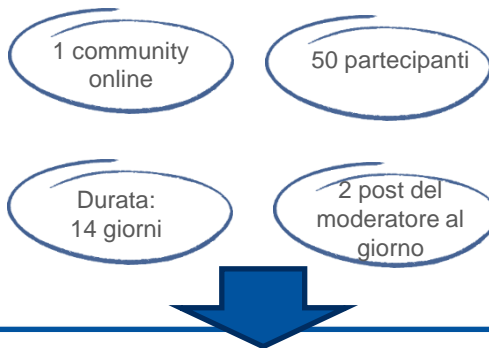 1 community
online
50 partecipanti
Durata:
14 giorni
2 post del
moderatore al
giorno